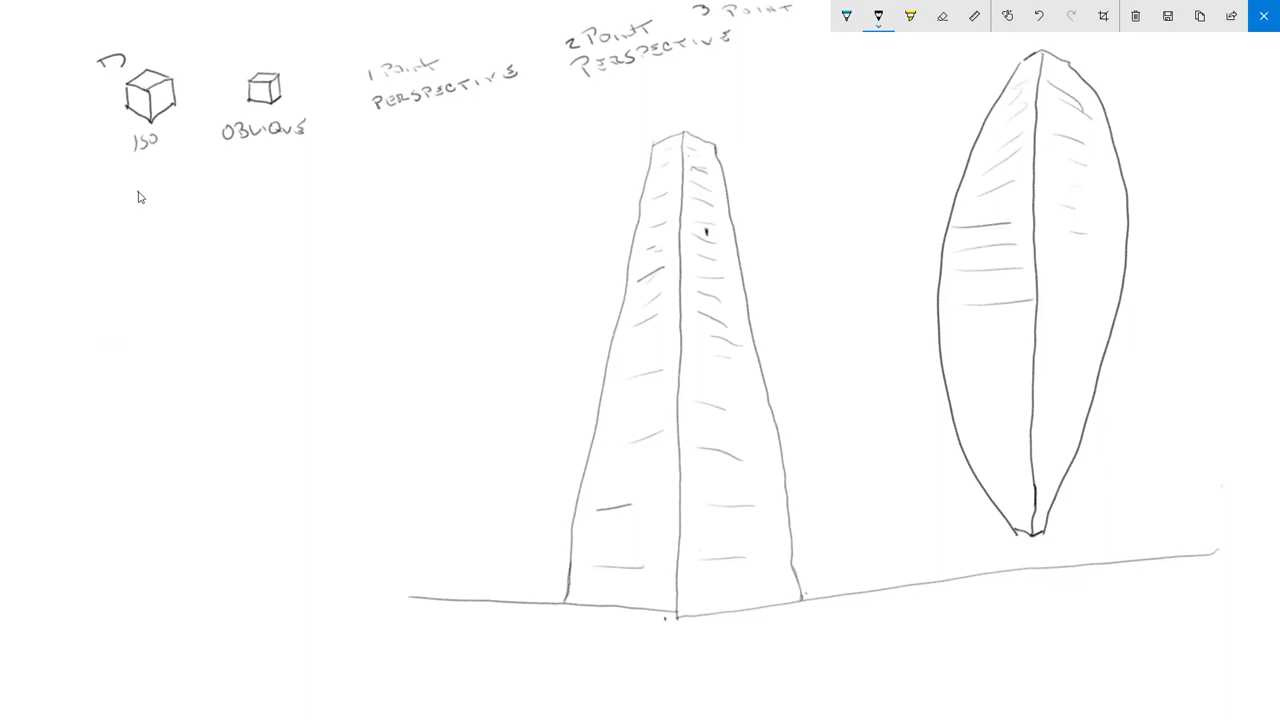 ISO
OBLIQUE
1 POINT
PERSPECTIVE
2 POINT
PERSPECTIVE
3 POINT